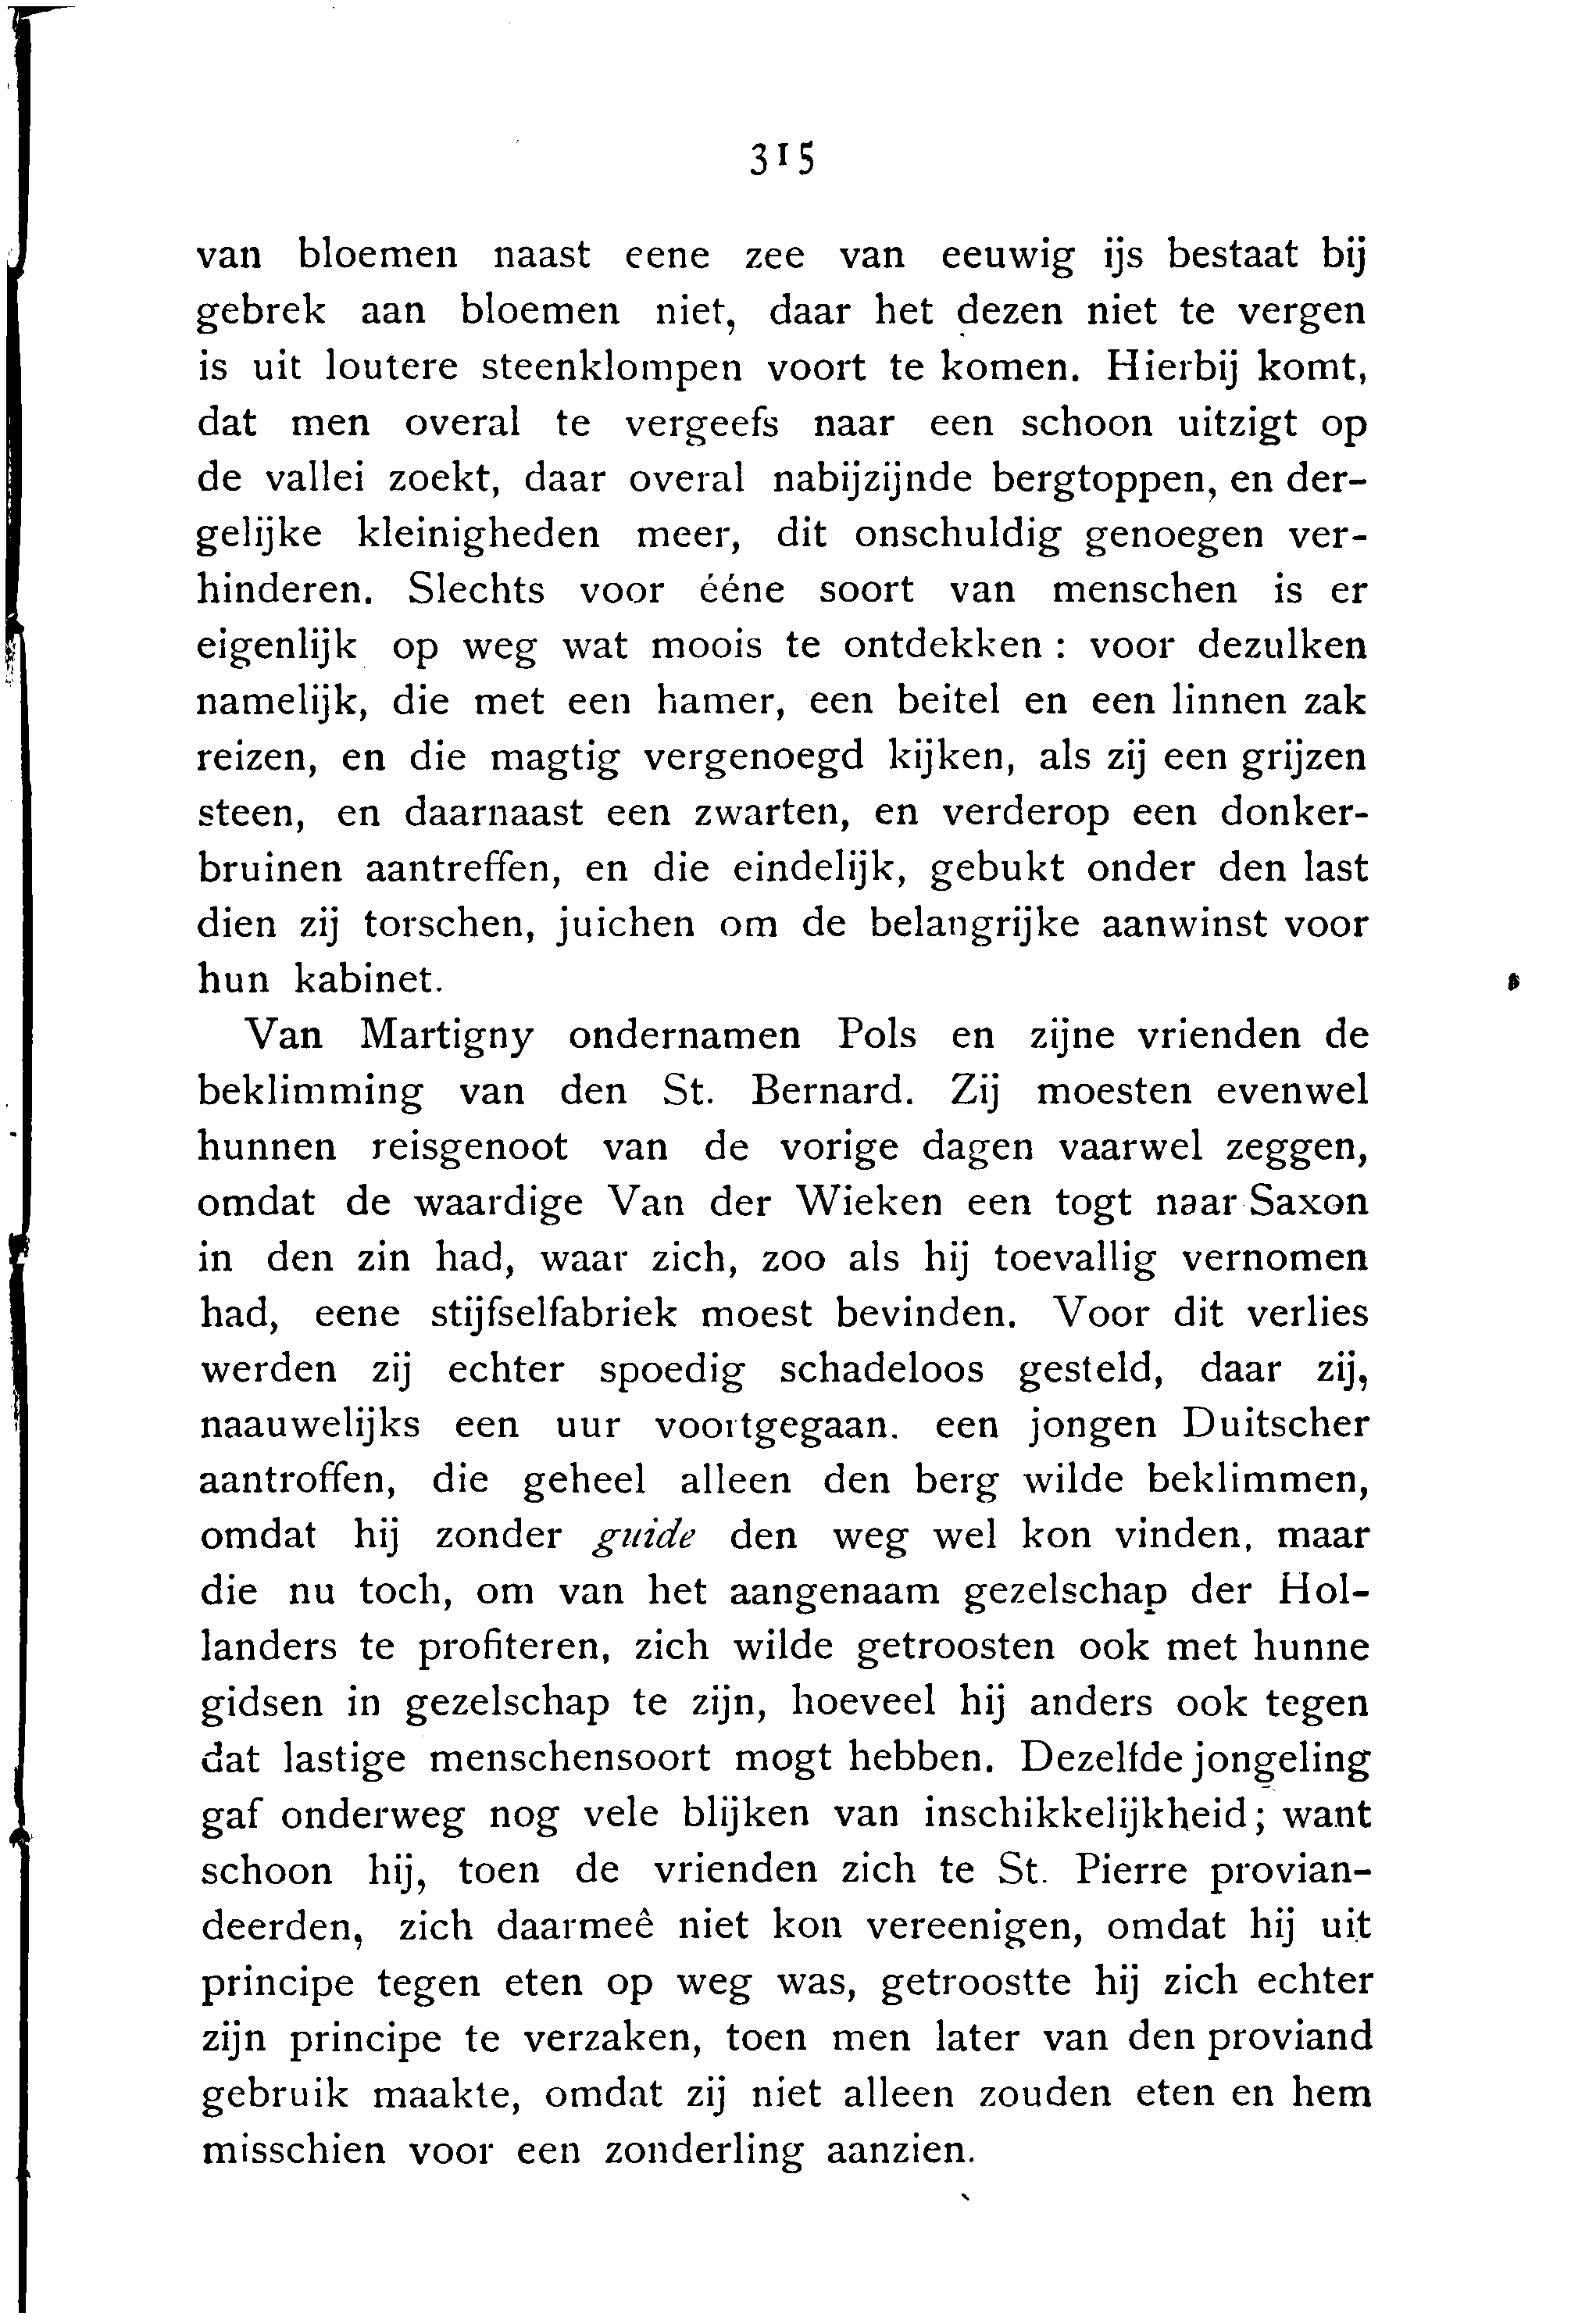 315
van bloemen naast eene zee van eeuwig ijs bestaat bij
gebrek aan bloemen niet, daar het dezen niet te vergen
is uit loutere steenklompen voort te komen. Hierbij komt,
dat men overal te vergeefs naar een schoon uitzigt op
de vallei zoekt, daar overal nabijzijnde bergtoppen, en der-
gelijke kleinigheden meer, dit onschuldig genoegen ver-
hinderen. Slechts voor ééne soort van menschen is er
eigenlijk op weg wat moois te ontdekken : voor dezulken
namelijk, die met een hamer, een beitel en een linnen zak
reizen, en die magtig vergenoegd kijken, als zij een grijzen
steen, en daarnaast een zwarten, en verderop een donker-
bruinen aantreffen, en die eindelijk, gebukt onder den last
dien zij torschen, juichen om de belangrijke aanwinst voor
hun kabinet.
Van Martigny ondernamen Pols en zijne vrienden de
beklimming van den St. Bernard. Zij moesten evenwel
hunnen reisgenoot van de vorige dagen vaarwel zeggen,
omdat de waardige Van der Wieken een togt naar Saxon
in den zin had, waar zich, zoo als hij toevallig vernomen
had, eene stijfselfabriek moest bevinden. Voor dit verlies
werden zij echter spoedig schadeloos gesteld, daar zij,
naauwelijks een uur voortgegaan. een jongen Duitscher
aantroffen, die geheel alleen den berg wilde beklimmen,
omdat hij zonder guide den weg wel kon vinden, maar
die nu toch, om van het aangenaam gezelschap der Hol-
landers te profiteren, zich wilde getroosten ook met hunne
gidsen in gezelschap te zijn, hoeveel hij anders ook tegen
dat lastige menschensoort mogt hebben. Dezelfde jongeling
gaf onderweg nog vele blijken van inschikkelijkheid; want
schoon hij, toen de vrienden zich te St. Pierre provian-
deerden, zich daarmeê niet kon vereenigen, omdat hij uit
principe tegen eten op weg was, getroostte hij zich echter
zijn principe te verzaken, toen men later van den proviand
gebruik maakte, omdat zij niet alleen zouden eten en hem
misschien voor een zonderling aanzien.